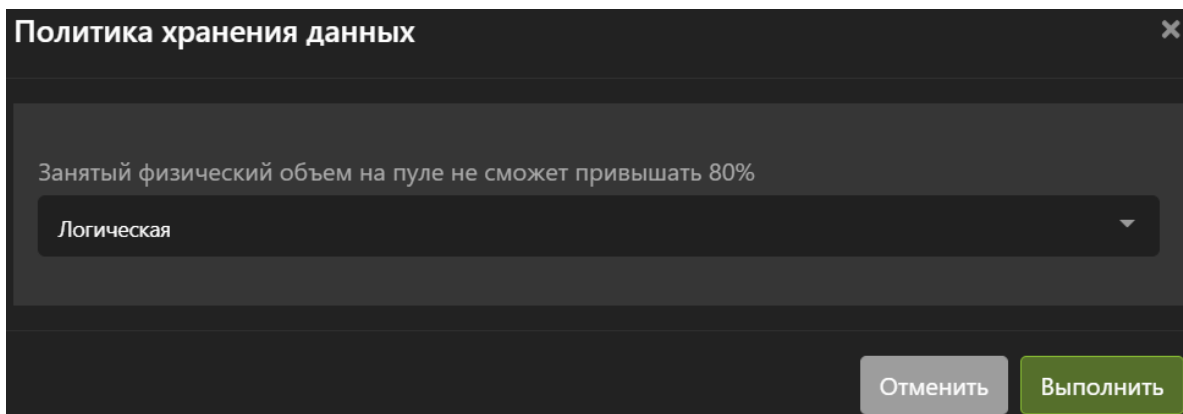 Политика хранения данных
Занятый физический объем на пуле не сможет привышать 80%
Логическая
Отменить Выполнить